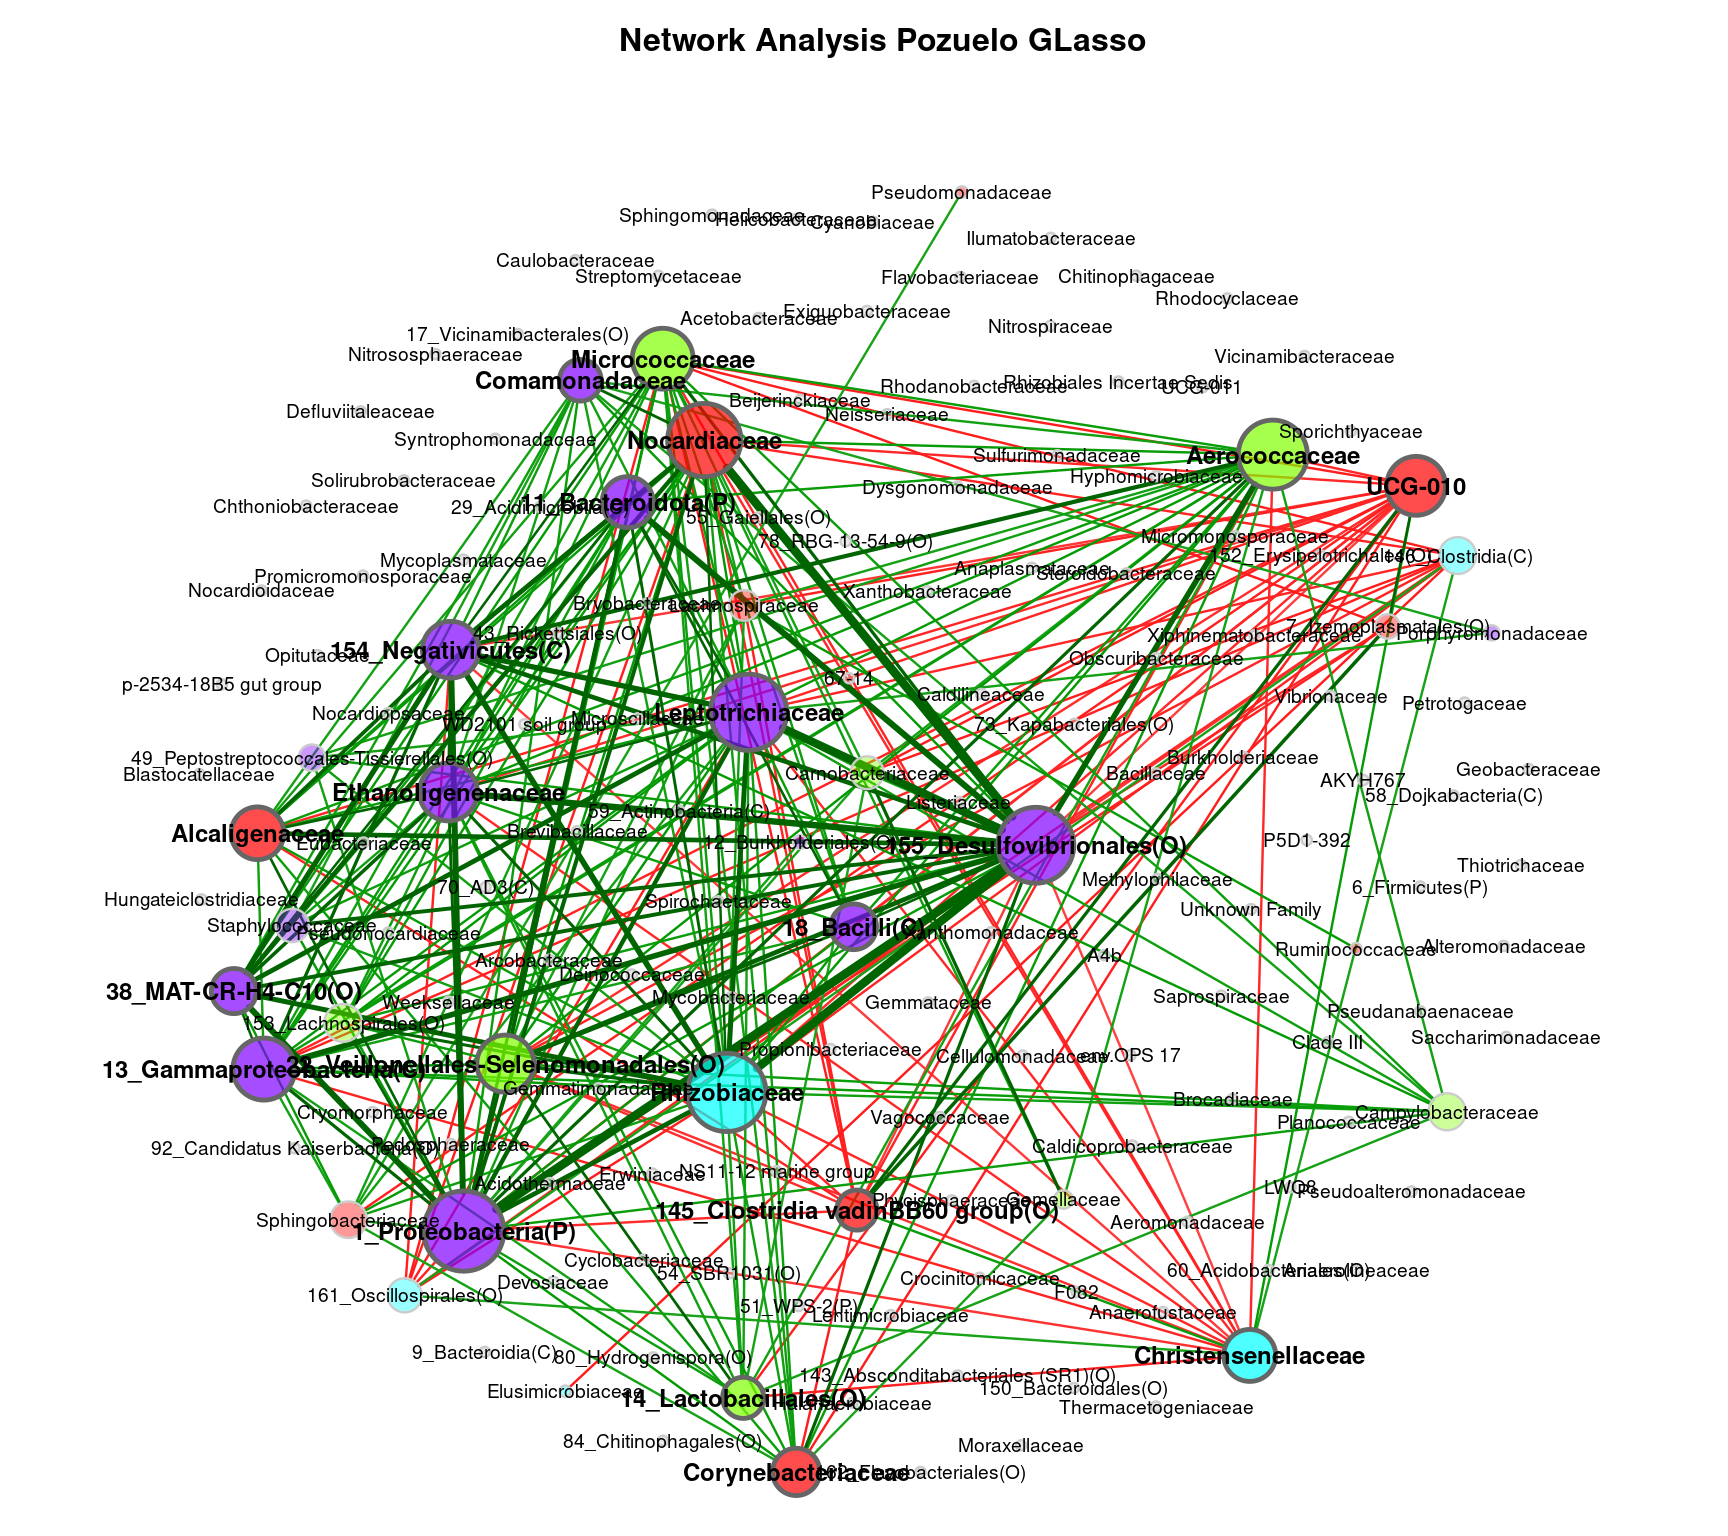 Network Analysis Pozuelo GLasso
Pseudomonadaceae
Sphingomonadaceae
Helicobacteraceae
Cyanobiaceae
Ilumatobacteraceae
Caulobacteraceae
Streptomycetaceae
Flavobacteriaceae
Chitinophagaceae
Rhodocyclaceae
Exiguobacteraceae
Acetobacteraceae
Nitrospiraceae
17_Vicinamibacterales(O)
Nitrososphaeraceae
Micrococcaceae
Vicinamibacteraceae
Comamonadaceae
Rhodanobacteraceae
Rhizobiales Incertae Sedis
UCG-011
Beijerinckiaceae
Defluviitaleaceae
Neisseriaceae
Sporichthyaceae
Syntrophomonadaceae
Nocardiaceae
Sulfurimonadaceae
Aerococcaceae
Solirubrobacteraceae
Hyphomicrobiaceae
Dysgonomonadaceae
UCG-010
Chthoniobacteraceae
29_Acidimicrobiia(C)
11_Bacteroidota(P)
55_Gaiellales(O)
Micromonosporaceae
78_RBG-13-54-9(O)
152_Erysipelotrichales(O)
146_Clostridia(C)
Mycoplasmataceae
Anaplasmataceae
Steroidobacteraceae
Promicromonosporaceae
Nocardioidaceae
Xanthobacteraceae
Bryobacteraceae
Lachnospiraceae
43_Rickettsiales(O)
7_Izemoplasmatales(O)
Xiphinematobacteraceae
Porphyromonadaceae
Opitutaceae
154_Negativicutes(C)
Obscuribacteraceae
67-14
p-2534-18B5 gut group
Caldilineaceae
Vibrionaceae
Petrotogaceae
Nocardiopsaceae
WD2101 soil group
Microscillaceae
Leptotrichiaceae
73_Kapabacteriales(O)
49_Peptostreptococcales-Tissierellales(O)
Burkholderiaceae
Blastocatellaceae
Carnobacteriaceae
Bacillaceae
Geobacteraceae
AKYH767
Ethanoligenenaceae
58_Dojkabacteria(C)
Listeriaceae
59_Actinobacteria(C)
Alcaligenaceae
Brevibacillaceae
Eubacteriaceae
12_Burkholderiales(O)
155_Desulfovibrionales(O)
P5D1-392
Thiotrichaceae
Methylophilaceae
70_AD3(C)
6_Firmicutes(P)
Hungateiclostridiaceae
Spirochaetaceae
Unknown Family
Staphylococcaceae
Pseudonocardiaceae
18_Bacilli(C)
Xanthomonadaceae
Ruminococcaceae
Alteromonadaceae
A4b
Arcobacteraceae
Deinococcaceae
38_MAT-CR-H4-C10(O)
Weeksellaceae
Mycobacteriaceae
Gemmataceae
Saprospiraceae
Pseudanabaenaceae
153_Lachnospirales(O)
Saccharimonadaceae
Clade III
Propionibacteriaceae
Cellulomonadaceae
env.OPS 17
13_Gammaproteobacteria(C)
22_Veillonellales-Selenomonadales(O)
Gemmatimonadaceae
Rhizobiaceae
Brocadiaceae
Cryomorphaceae
Vagococcaceae
Campylobacteraceae
Planococcaceae
92_Candidatus Kaiserbacteria(O)
Pedosphaeraceae
Caldicoprobacteraceae
Erwiniaceae
NS11-12 marine group
Acidothermaceae
LWQ8
Pseudoalteromonadaceae
Phycisphaeraceae
Gemellaceae
145_Clostridia vadinBB60 group(O)
Sphingobacteriaceae
1_Proteobacteria(P)
Aeromonadaceae
Cyclobacteriaceae
54_SBR1031(O)
Devosiaceae
60_Acidobacteriales(O)
Anaerolineaceae
Crocinitomicaceae
161_Oscillospirales(O)
F082
51_WPS-2(P)
Lentimicrobiaceae
Anaerofustaceae
9_Bacteroidia(C)
80_Hydrogenispora(O)
Christensenellaceae
143_Absconditabacteriales (SR1)(O)
Elusimicrobiaceae
14_Lactobacillales(O)
150_Bacteroidales(O)
Halanaerobiaceae
Thermacetogeniaceae
84_Chitinophagales(O)
Moraxellaceae
Corynebacteriaceae